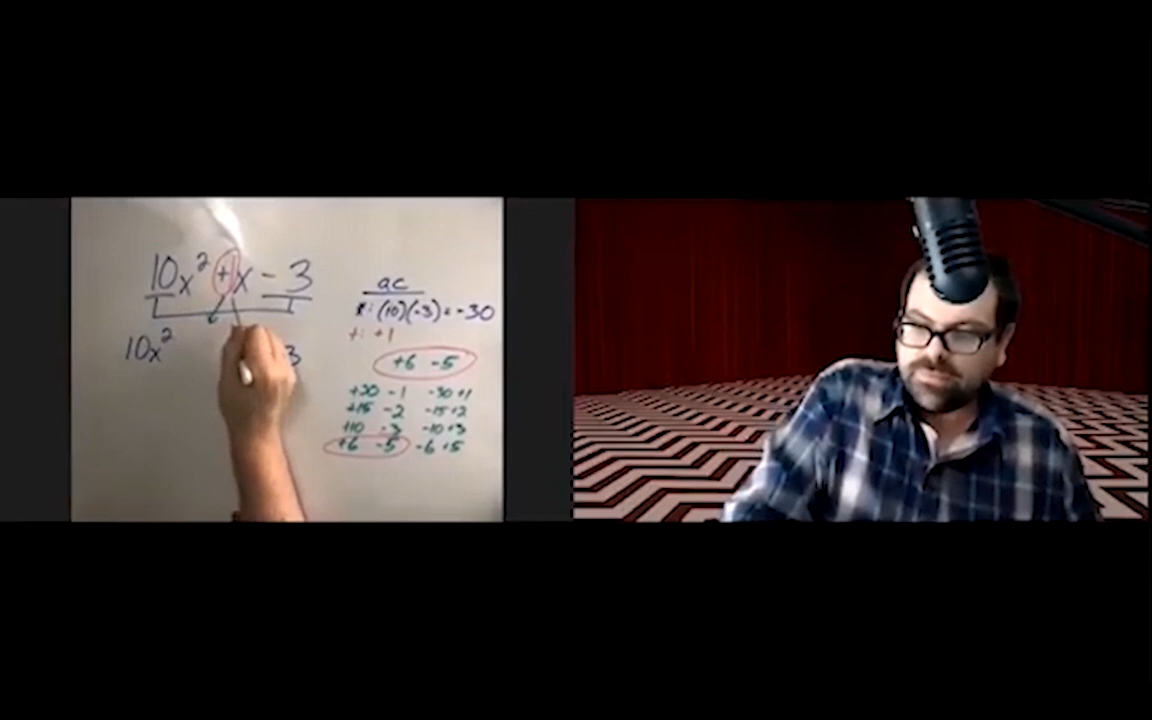 10x² +1x - 3
10x² 3
ac
x: (10)(-3) = -30
+: +1
+6 -5
+30 -1 -30 +1
+15 -2 -15 +2
+10 -3 -10 +3
+6 -5 -6 +5